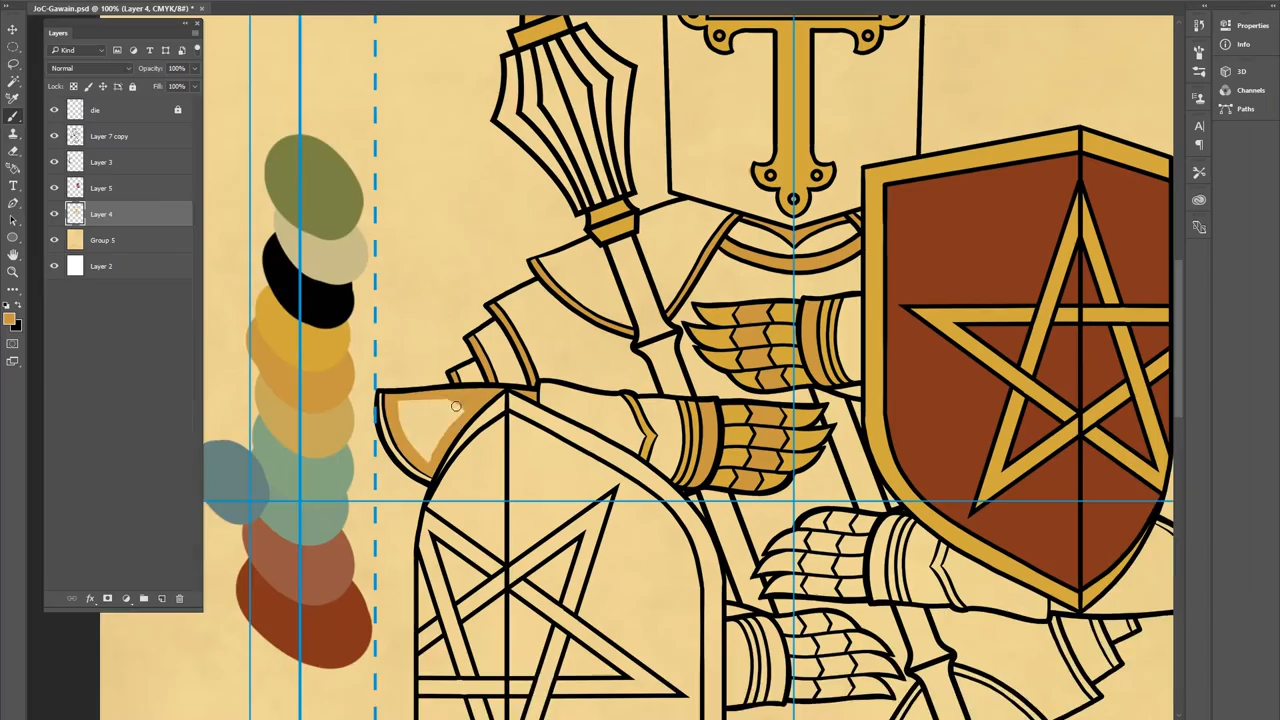 JoC-Gawain.psd @ 100% (Layer 4, CMYK/8#) *
Layers
Kind
Normal
Opacity: 100%
Lock:
Fill: 100%
die
Layer 7 copy
Layer 3
Layer 5
Layer 4
Group 5
Layer 2
fx
Properties
Info
3D
Channels
Paths